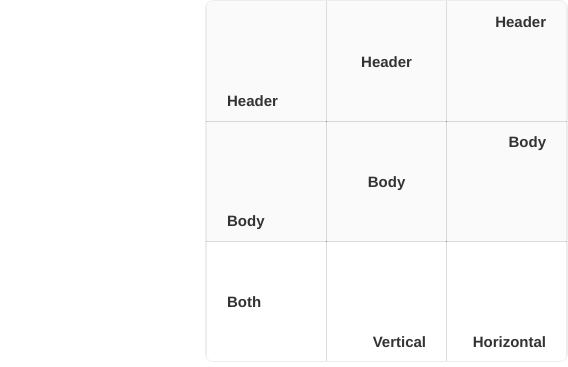 Header
Header
Header
Body
Body
Body
Both
Vertical
Horizontal